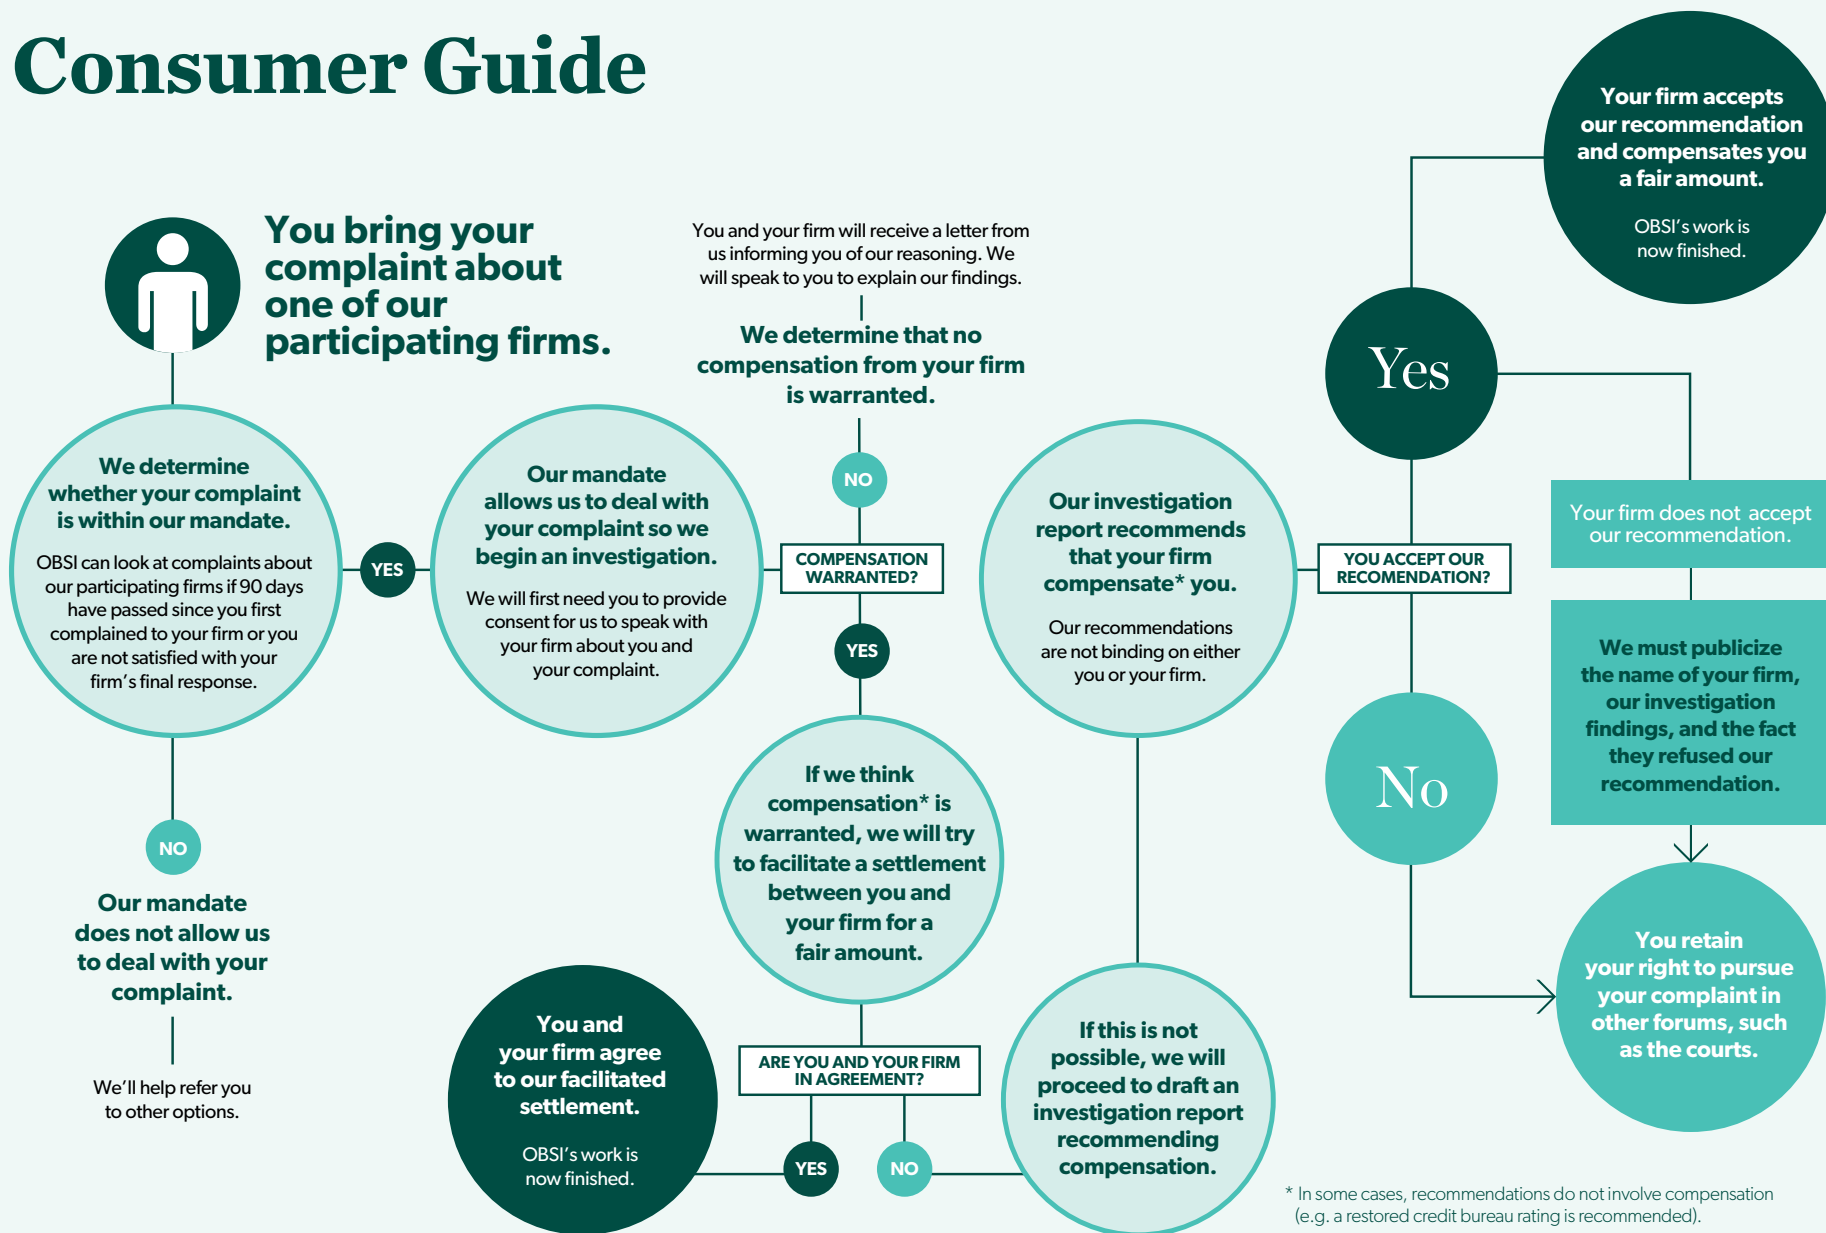 Consumer Guide
You bring your
complaint about
one of our
participating firms.
We determine
whether your complaint
is within our mandate.
OBSI can look at complaints about
our participating firms if 90 days
have passed since you first
complained to your firm or you
are not satisfied with your
firm's final response.
NO
Our mandate
does not allow us
to deal with your
complaint.
We'll help refer you
to other options.
YES
Our mandate
allows us to deal with
your complaint so we
begin an investigation.
We will first need you to provide
consent for us to speak with
your firm about you and
your complaint.
COMPENSATION
WARRANTED?
NO
We determine that no
compensation from your firm
is warranted.
You and your firm will receive a letter from
us informing you of our reasoning. We
will speak to you to explain our findings.
YES
If we think
compensation* is
warranted, we will try
to facilitate a settlement
between you and
your firm for a
fair amount.
ARE YOU AND YOUR FIRM
IN AGREEMENT?
YES
You and
your firm agree
to our facilitated
settlement.
OBSI's work is
now finished.
NO
If this is not
possible, we will
proceed to draft an
investigation report
recommending
compensation.
Our investigation
report recommends
that your firm
compensate* you.
Our recommendations
are not binding on either
you or your firm.
YOU ACCEPT OUR
RECOMENDATION?
Yes
Your firm accepts
our recommendation
and compensates you
a fair amount.
OBSI's work is
now finished.
Your firm does not accept
our recommendation.
We must publicize
the name of your firm,
our investigation
findings, and the fact
they refused our
recommendation.
No
You retain
your right to pursue
your complaint in
other forums, such
as the courts.
* In some cases, recommendations do not involve compensation
(e.g. a restored credit bureau rating is recommended).